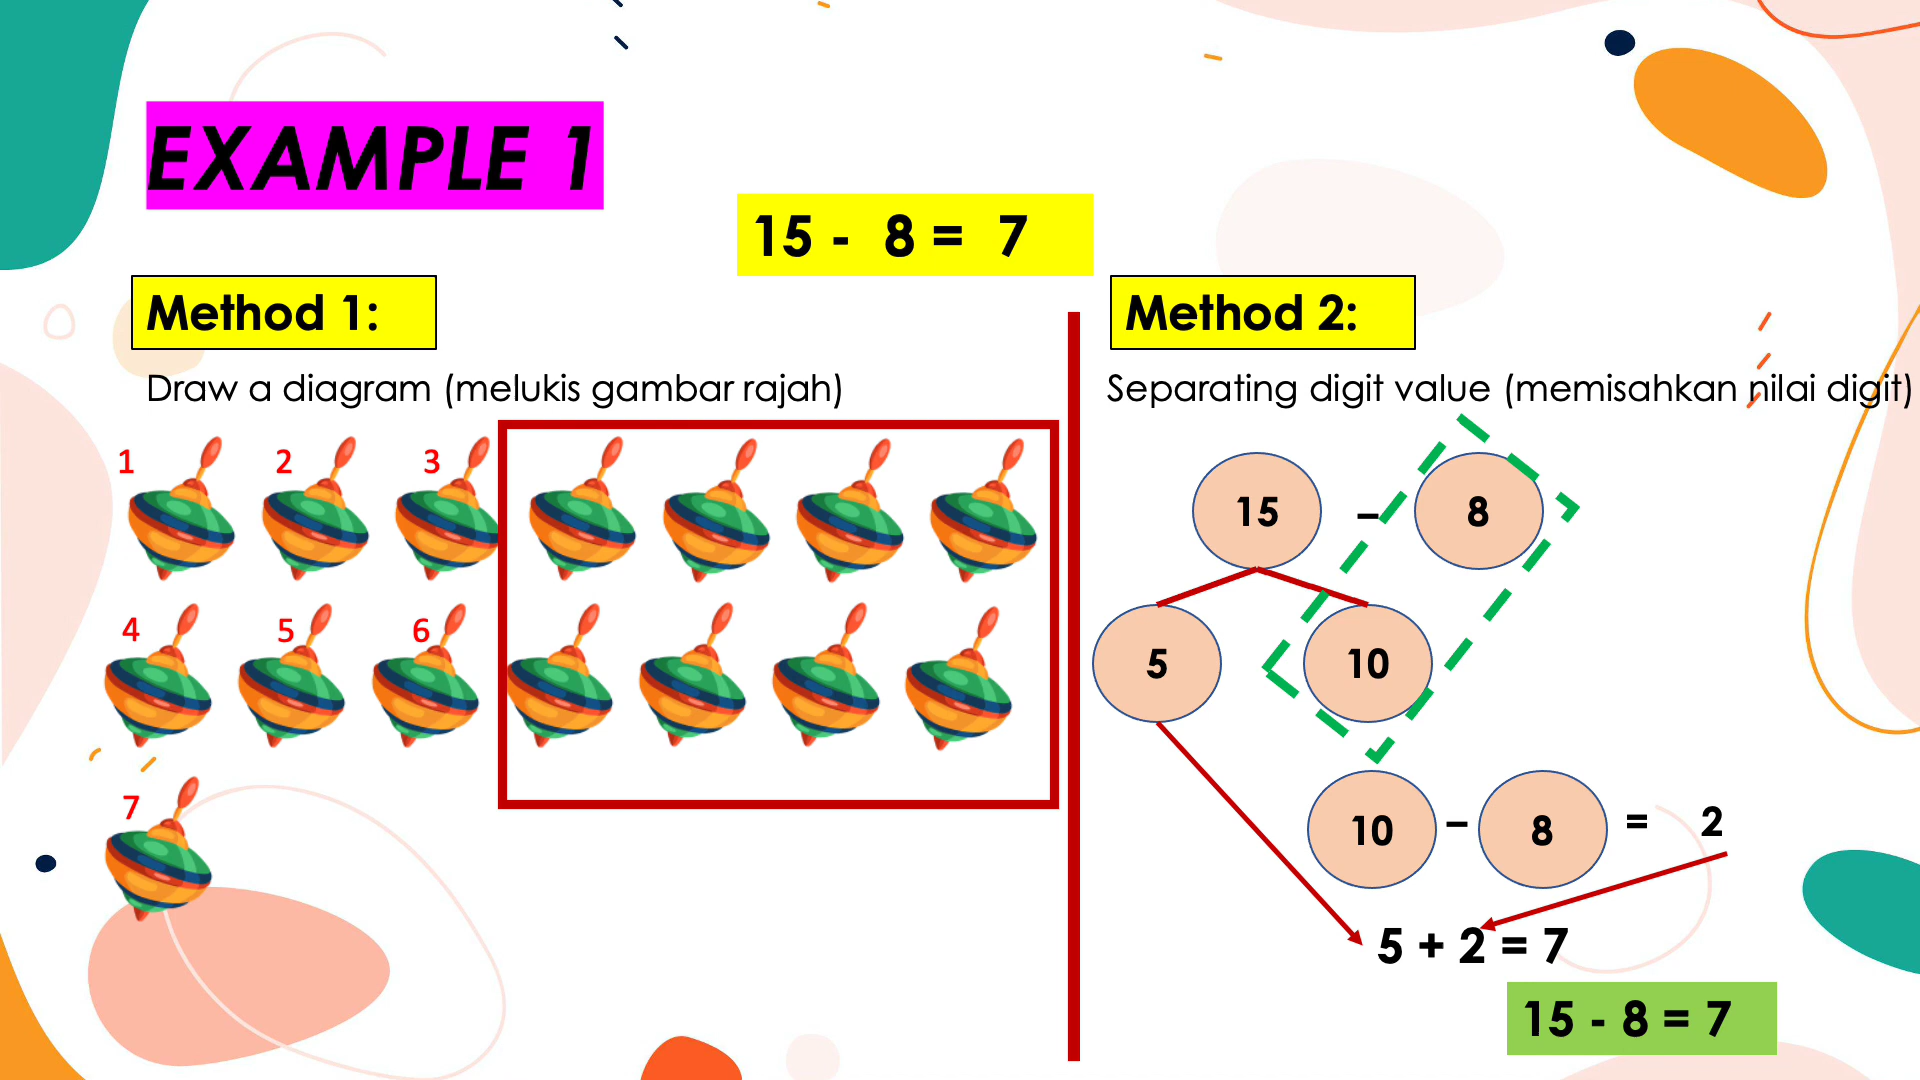 EXAMPLE 1
15 -  8 =  7
Method 1:
Draw a diagram (melukis gambar rajah)
1 2 3
4 5 6
7
Method 2:
Separating digit value (memisahkan nilai digit)
15 – 8
5 10
10 – 8 = 2
5 + 2 = 7
15 - 8 = 7